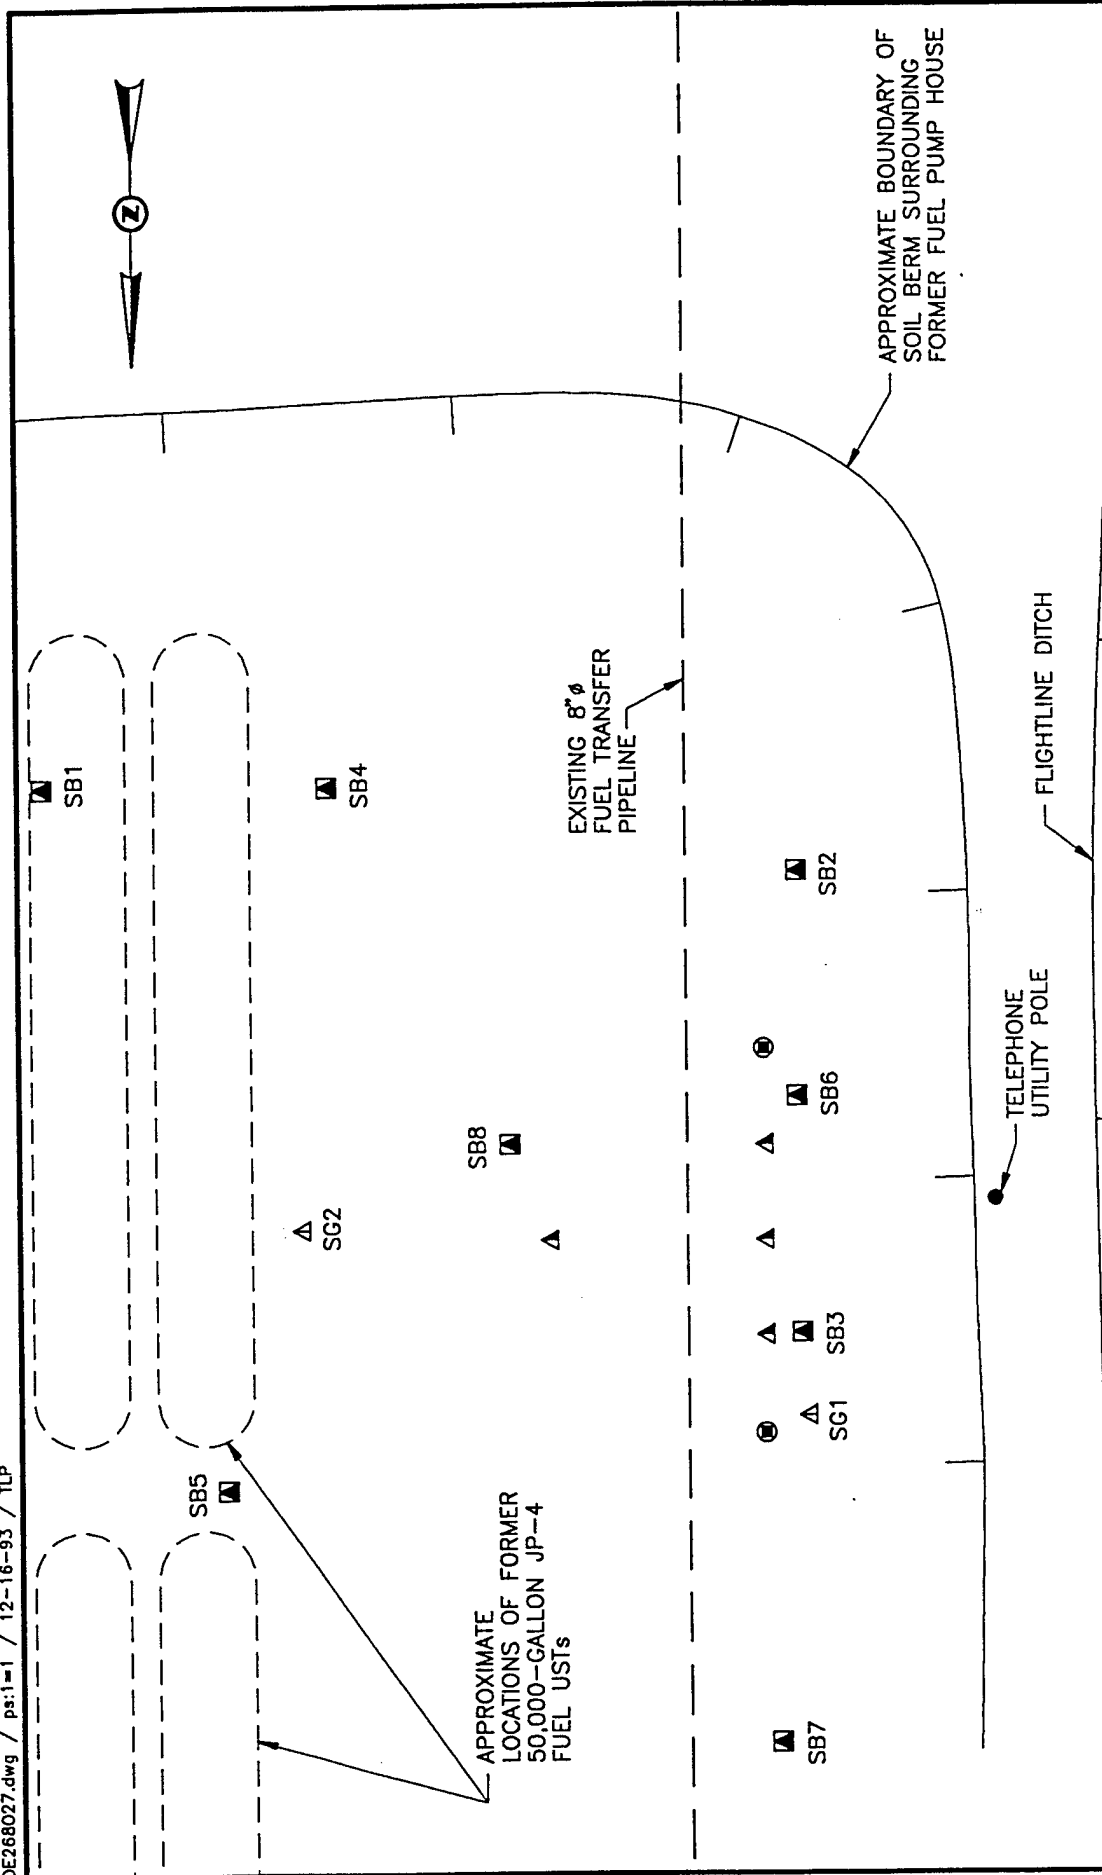 DE268027.dwg / ps:1=1 / 12-16-93 / TLP
N
APPROXIMATE BOUNDARY OF
SOIL BERM SURROUNDING
FORMER FUEL PUMP HOUSE
SB1
SB4
EXISTING 8"ø
FUEL TRANSFER
PIPELINE
FLIGHTLINE DITCH
SB2
TELEPHONE
UTILITY POLE
SB6
SB8
SG2
SB3
SG1
SB5
APPROXIMATE
LOCATIONS OF FORMER
50,000-GALLON JP-4
FUEL USTs
SB7